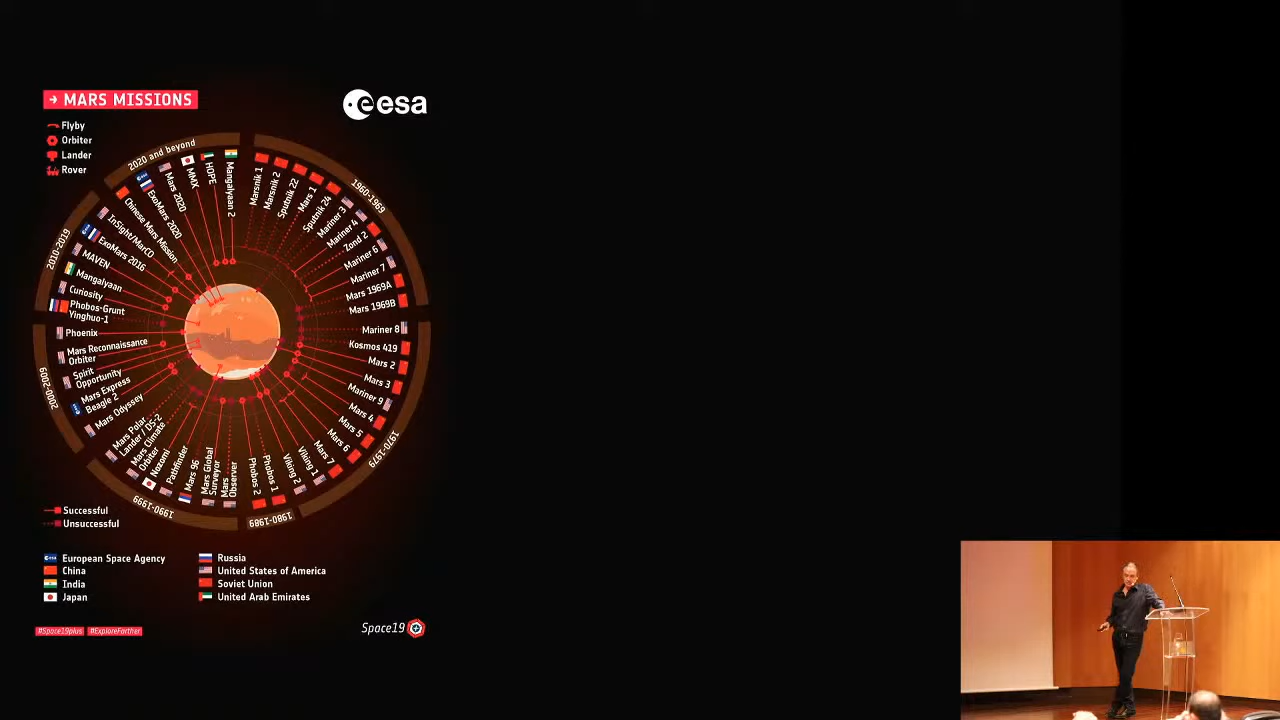 → MARS MISSIONS
esa
Flyby
Orbiter
Lander
Rover
2020 and beyond
Chinese Mars Mission
ExoMars 2020
Mars 2020
MMX
HOPE
Mangalyaan 2
1960-1969
Marsnik 1
Marsnik 2
Sputnik 22
Mars 1
Sputnik 24
Mariner 3
Mariner 4
Zond 2
Mariner 6
Mariner 7
Mars 1969A
Mars 1969B
1970-1979
Mariner 8
Kosmos 419
Mars 2
Mars 3
Mariner 9
Mars 4
Mars 5
Mars 6
Mars 7
Viking 1
Viking 2
1980-1989
Phobos 1
Phobos 2
1990-1999
Mars
Observer
Mars Global
Surveyor
Mars 96
Pathfinder
Nozomi
Mars Climate
Orbiter
Mars Polar
Lander / DS-2
2000-2009
Mars Odyssey
Mars Express
Beagle 2
Spirit
Opportunity
Mars Reconnaissance
Orbiter
Phoenix
2010-2019
Phobos-Grunt
Yinghuo-1
Curiosity
Mangalyaan
MAVEN
ExoMars 2016
InSight/MarCO
Successful
Unsuccessful
European Space Agency
China
India
Japan
Russia
United States of America
Soviet Union
United Arab Emirates
#Space19plus #ExploreFarther
Space19